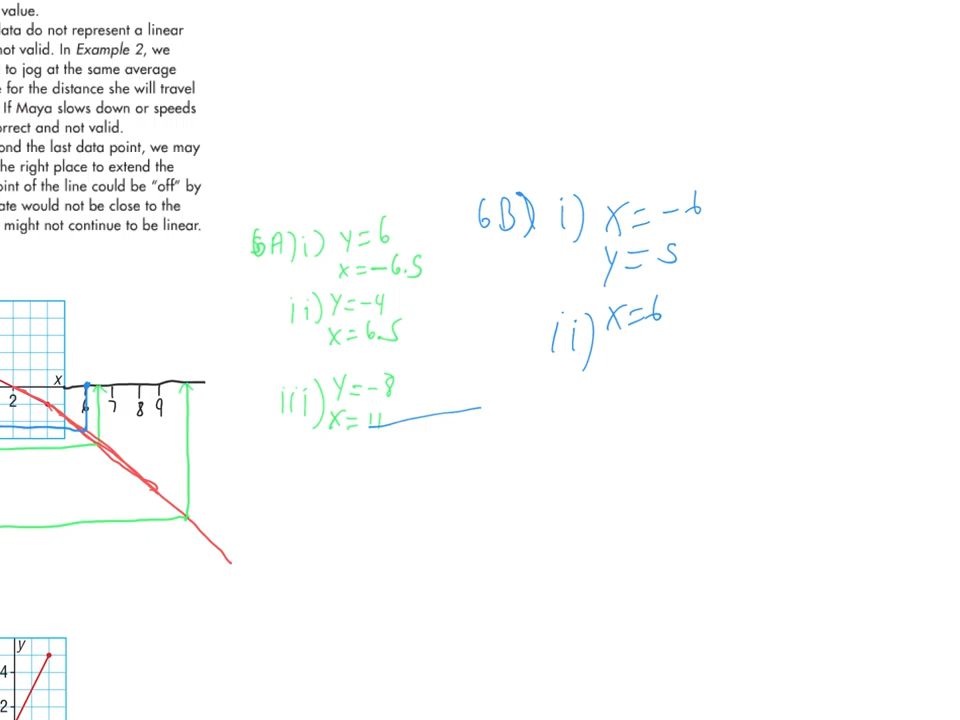 value.
ata do not represent a linear
not valid. In Example 2, we
to jog at the same average
e for the distance she will travel
If Maya slows down or speeds
orrect and not valid.
ond the last data point, we may
he right place to extend the
oint of the line could be "off" by
ate would not be close to the
might not continue to be linear.
6A) i) y = 6
x = -6.5
ii) y = -4
x = 6.5
iii) y = -8
x = 11
6B) i) x = -6
y = 5
ii) x = 6
x
2
6 7 8 9
y
4
2